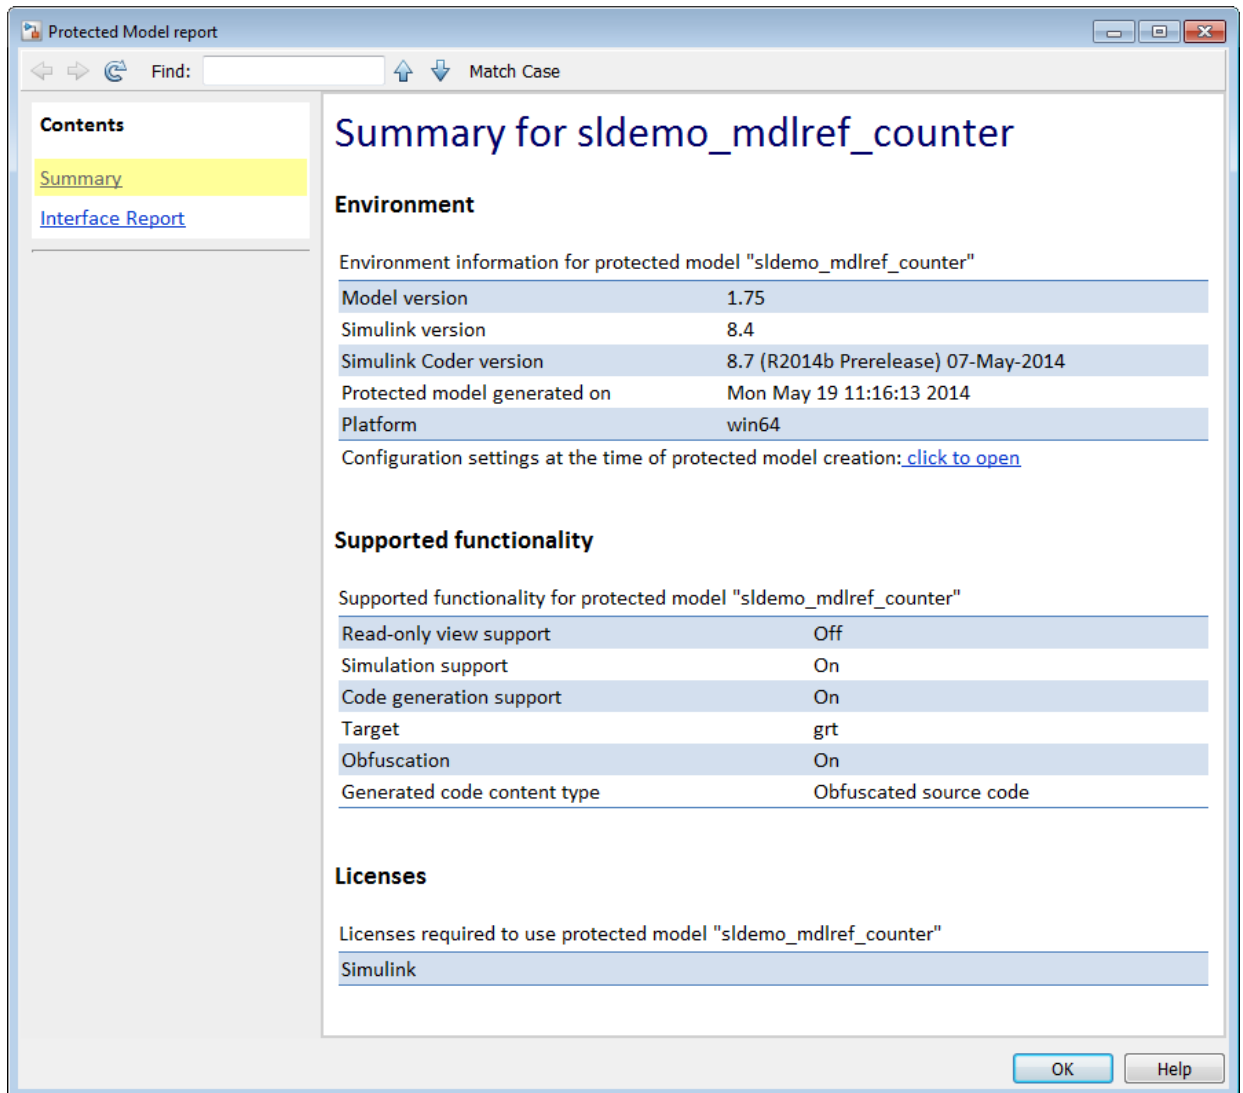 Protected Model report
Find: Match Case
Contents
Summary
Interface Report
Summary for sldemo_mdlref_counter
Environment
Environment information for protected model "sldemo_mdlref_counter"
Model version 1.75
Simulink version 8.4
Simulink Coder version 8.7 (R2014b Prerelease) 07-May-2014
Protected model generated on Mon May 19 11:16:13 2014
Platform win64
Configuration settings at the time of protected model creation: click to open
Supported functionality
Supported functionality for protected model "sldemo_mdlref_counter"
Read-only view support Off
Simulation support On
Code generation support On
Target grt
Obfuscation On
Generated code content type Obfuscated source code
Licenses
Licenses required to use protected model "sldemo_mdlref_counter"
Simulink
OK Help